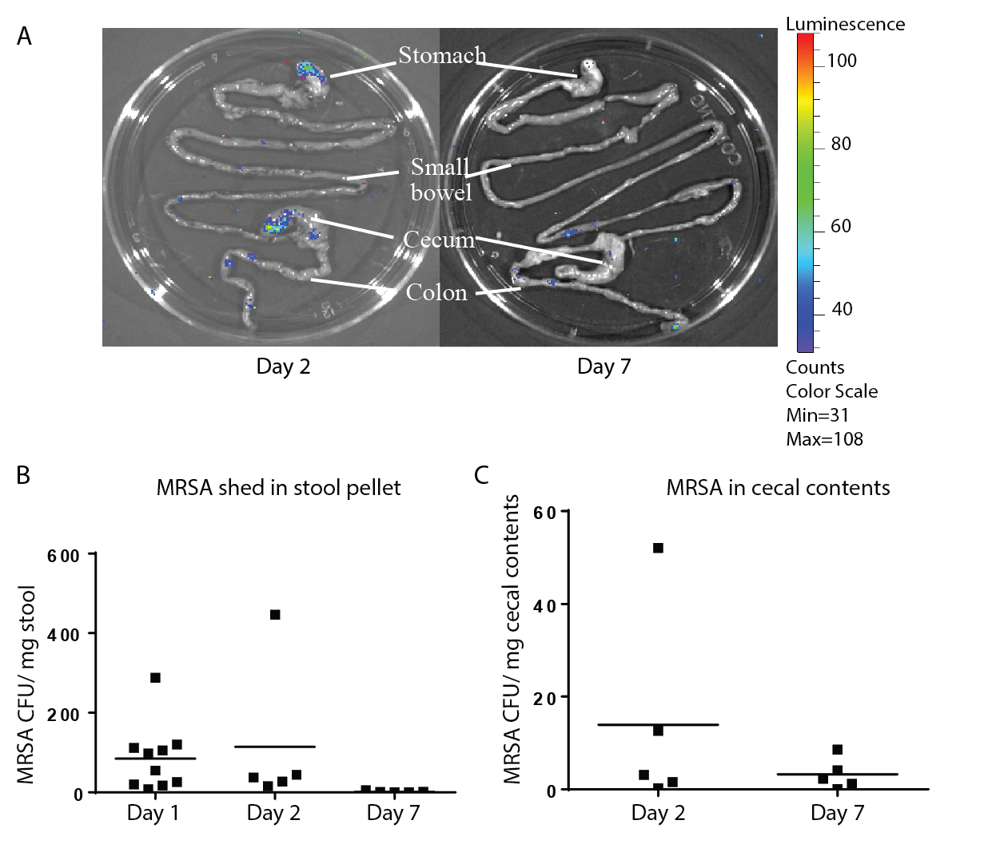 A
Luminescence
Stomach
100
80
Small
bowel
60
Cecum
Colon
40
Day 2
Day 7
Counts
Color Scale
Min=31
Max=108
B
MRSA shed in stool pellet
MRSA CFU/ mg stool
600
400
200
0
Day 1
Day 2
Day 7
C
MRSA in cecal contents
MRSA CFU/ mg cecal contents
60
40
20
0
Day 2
Day 7